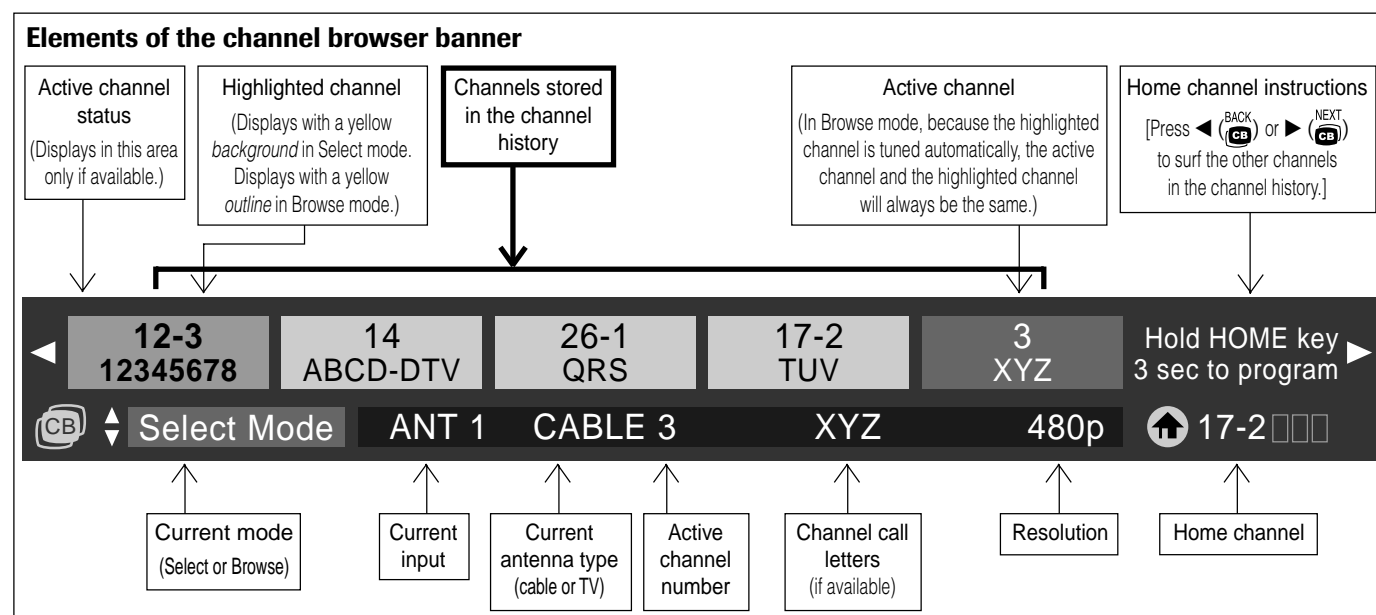 Elements of the channel browser banner
Active channel
status
(Displays in this area
only if available.)
Highlighted channel
(Displays with a yellow
background in Select mode.
Displays with a yellow
outline in Browse mode.)
Channels stored
in the channel
history
Active channel
(In Browse mode, because the highlighted
channel is tuned automatically, the active
channel and the highlighted channel
will always be the same.)
Home channel instructions
[Press ◀ (BACK CB) or ▶ (NEXT CB)
to surf the other channels
in the channel history.]
12-3
12345678
14
ABCD-DTV
26-1
QRS
17-2
TUV
3
XYZ
Hold HOME key
3 sec to program
CB Select Mode ANT 1 CABLE 3 XYZ 480p 17-2
Current mode
(Select or Browse)
Current
input
Current
antenna type
(cable or TV)
Active
channel
number
Channel call
letters
(if available)
Resolution
Home channel